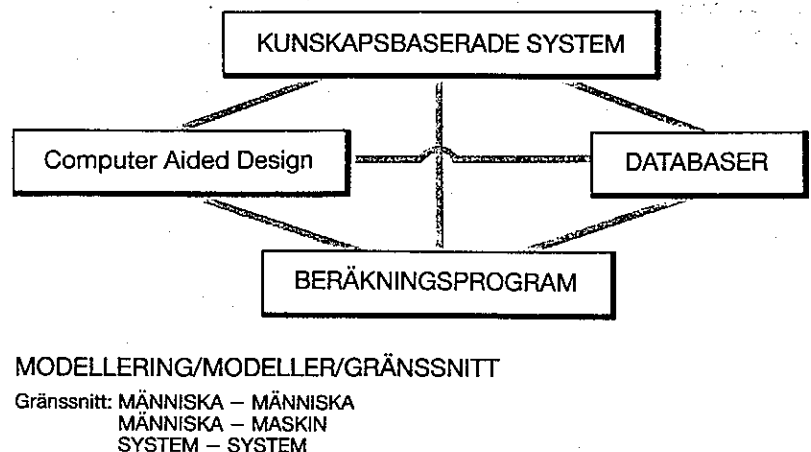 KUNSKAPSBASERADE SYSTEM
Computer Aided Design
DATABASER
BERÄKNINGSPROGRAM
MODELLERING/MODELLER/GRÄNSSNITT
Gränssnitt: MÄNNISKA – MÄNNISKA
MÄNNISKA – MASKIN
SYSTEM – SYSTEM